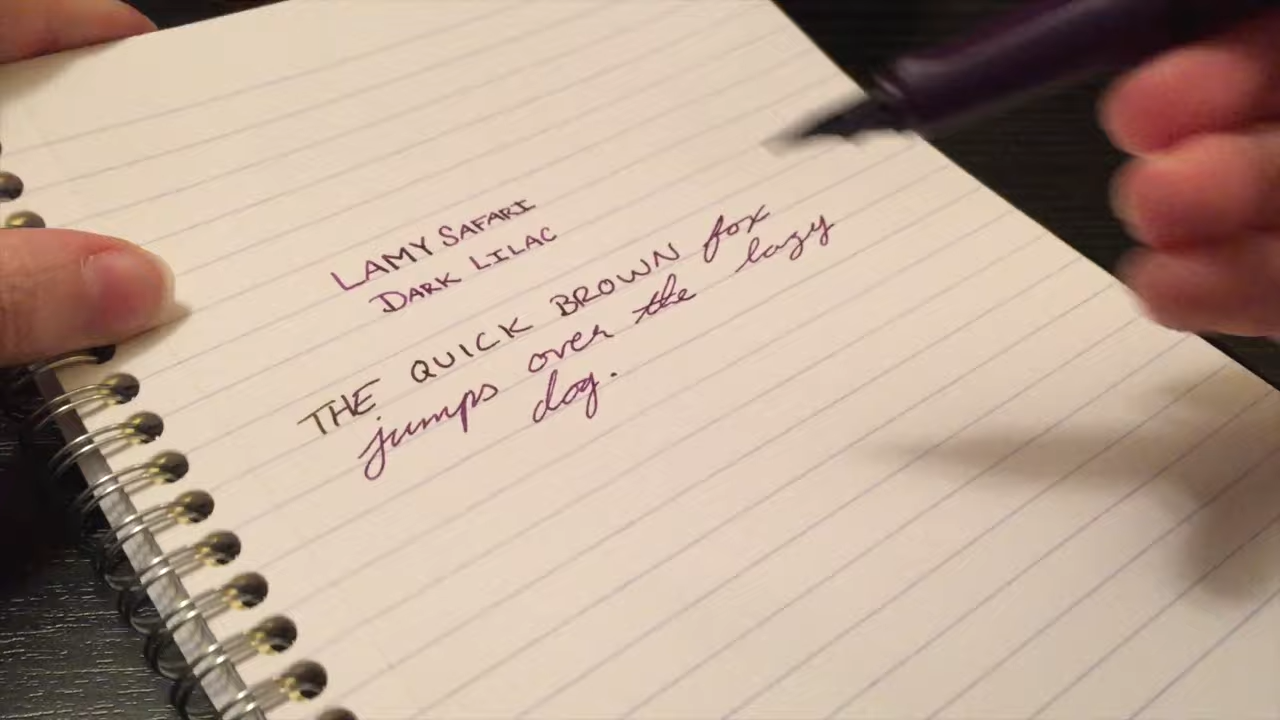 LAMY SAFARI
DARK LILAC
THE QUICK BROWN fox
jumps over the lazy
dog.